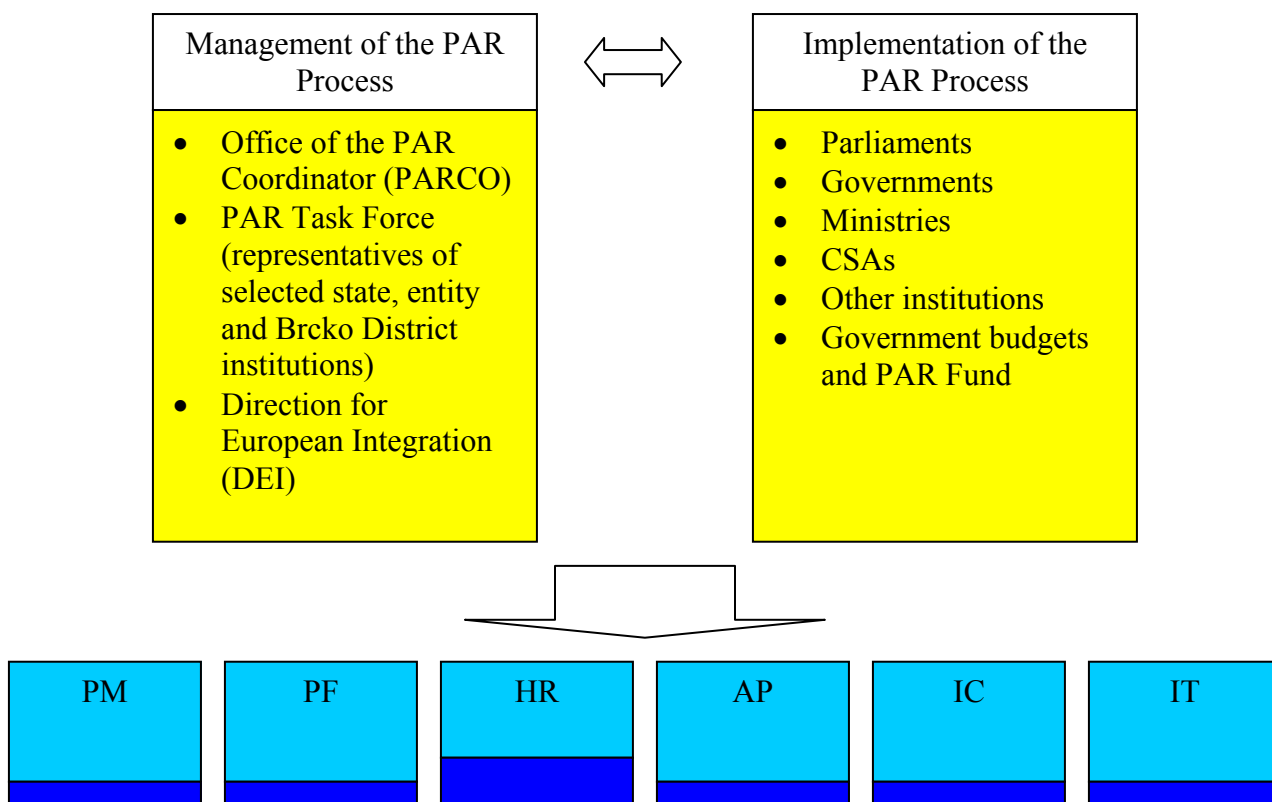 Management of the PAR
Process
• Office of the PAR
Coordinator (PARCO)
• PAR Task Force
(representatives of
selected state, entity
and Brcko District
institutions)
• Direction for
European Integration
(DEI)
Implementation of the
PAR Process
• Parliaments
• Governments
• Ministries
• CSAs
• Other institutions
• Government budgets
and PAR Fund
PM
PF
HR
AP
IC
IT